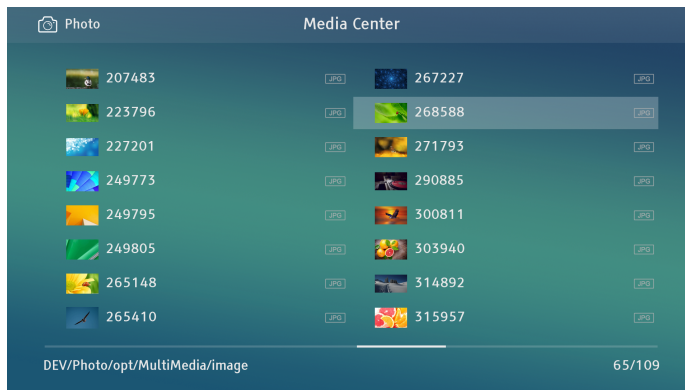 Photo
Media Center
207483 JPG
223796 JPG
227201 JPG
249773 JPG
249795 JPG
249805 JPG
265148 JPG
265410 JPG
267227 JPG
268588 JPG
271793 JPG
290885 JPG
300811 JPG
303940 JPG
314892 JPG
315957 JPG
DEV/Photo/opt/MultiMedia/image
65/109